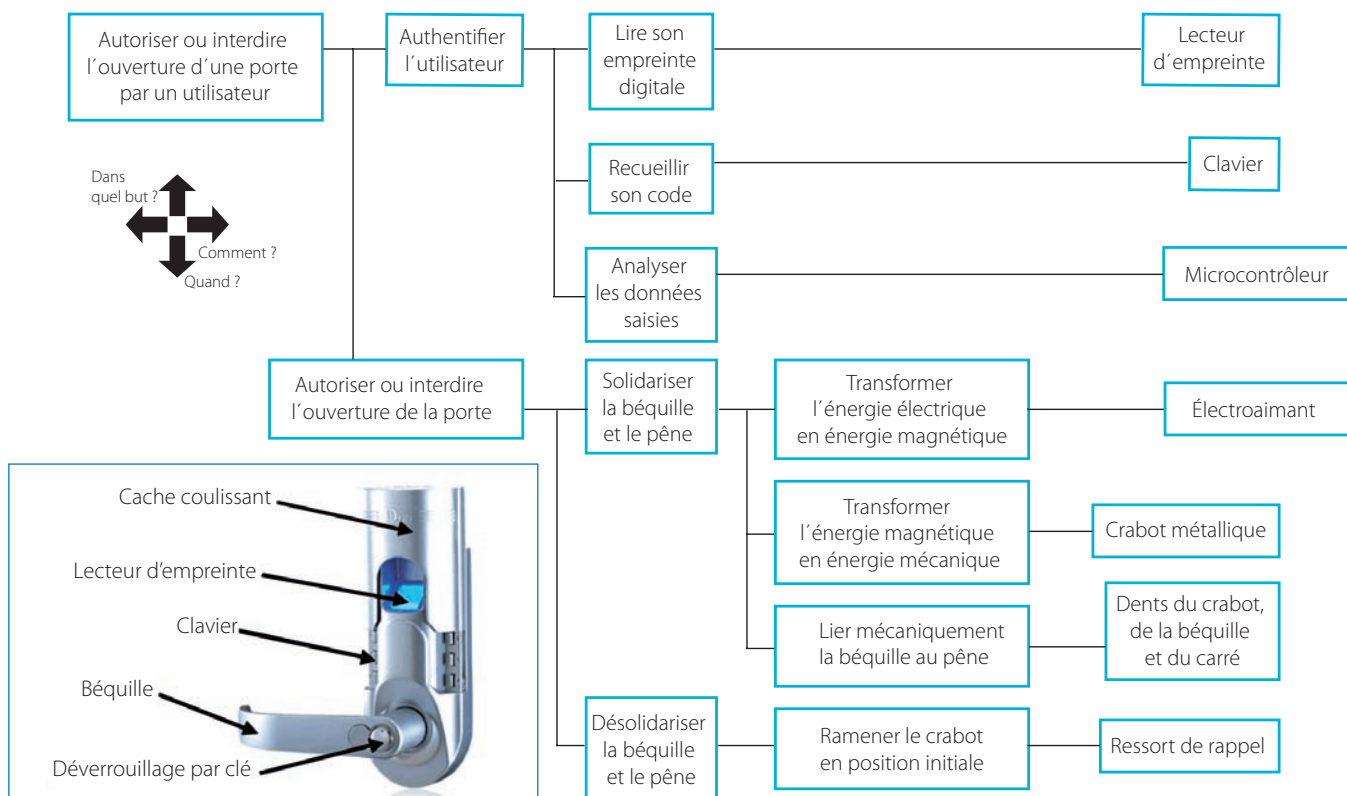 Autoriser ou interdire
l´ouverture d´une porte
par un utilisateur
Authentifier
l´utilisateur
Lire son
empreinte
digitale
Lecteur
d´empreinte
Recueillir
son code
Clavier
Analyser
les données
saisies
Microcontrôleur
Dans
quel but ?
Comment ?
Quand ?
Autoriser ou interdire
l´ouverture de la porte
Solidariser
la béquille
et le pêne
Transformer
l´énergie électrique
en énergie magnétique
Électroaimant
Transformer
l´énergie magnétique
en énergie mécanique
Crabot métallique
Lier mécaniquement
la béquille au pêne
Dents du crabot,
de la béquille
et du carré
Désolidariser
la béquille
et le pêne
Ramener le crabot
en position initiale
Ressort de rappel
Cache coulissant
Lecteur d’empreinte
Clavier
Béquille
Déverrouillage par clé